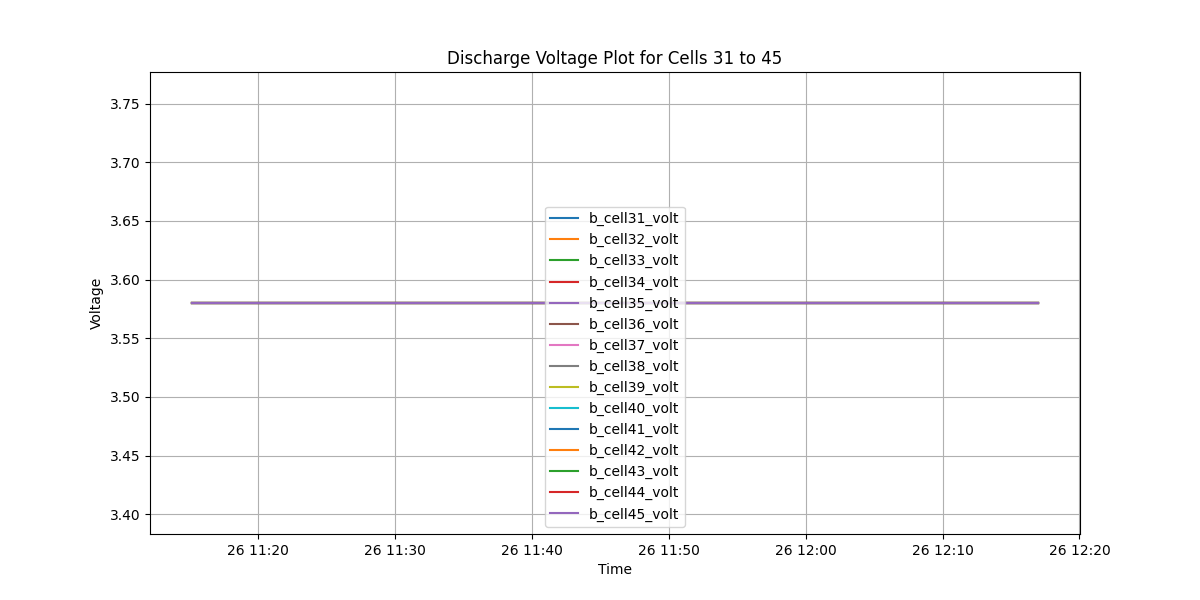 Discharge Voltage Plot for Cells 31 to 45
Voltage
3.75
3.70
3.65
3.60
3.55
3.50
3.45
3.40
b_cell31_volt
b_cell32_volt
b_cell33_volt
b_cell34_volt
b_cell35_volt
b_cell36_volt
b_cell37_volt
b_cell38_volt
b_cell39_volt
b_cell40_volt
b_cell41_volt
b_cell42_volt
b_cell43_volt
b_cell44_volt
b_cell45_volt
26 11:20 26 11:30 26 11:40 26 11:50 26 12:00 26 12:10 26 12:20
Time